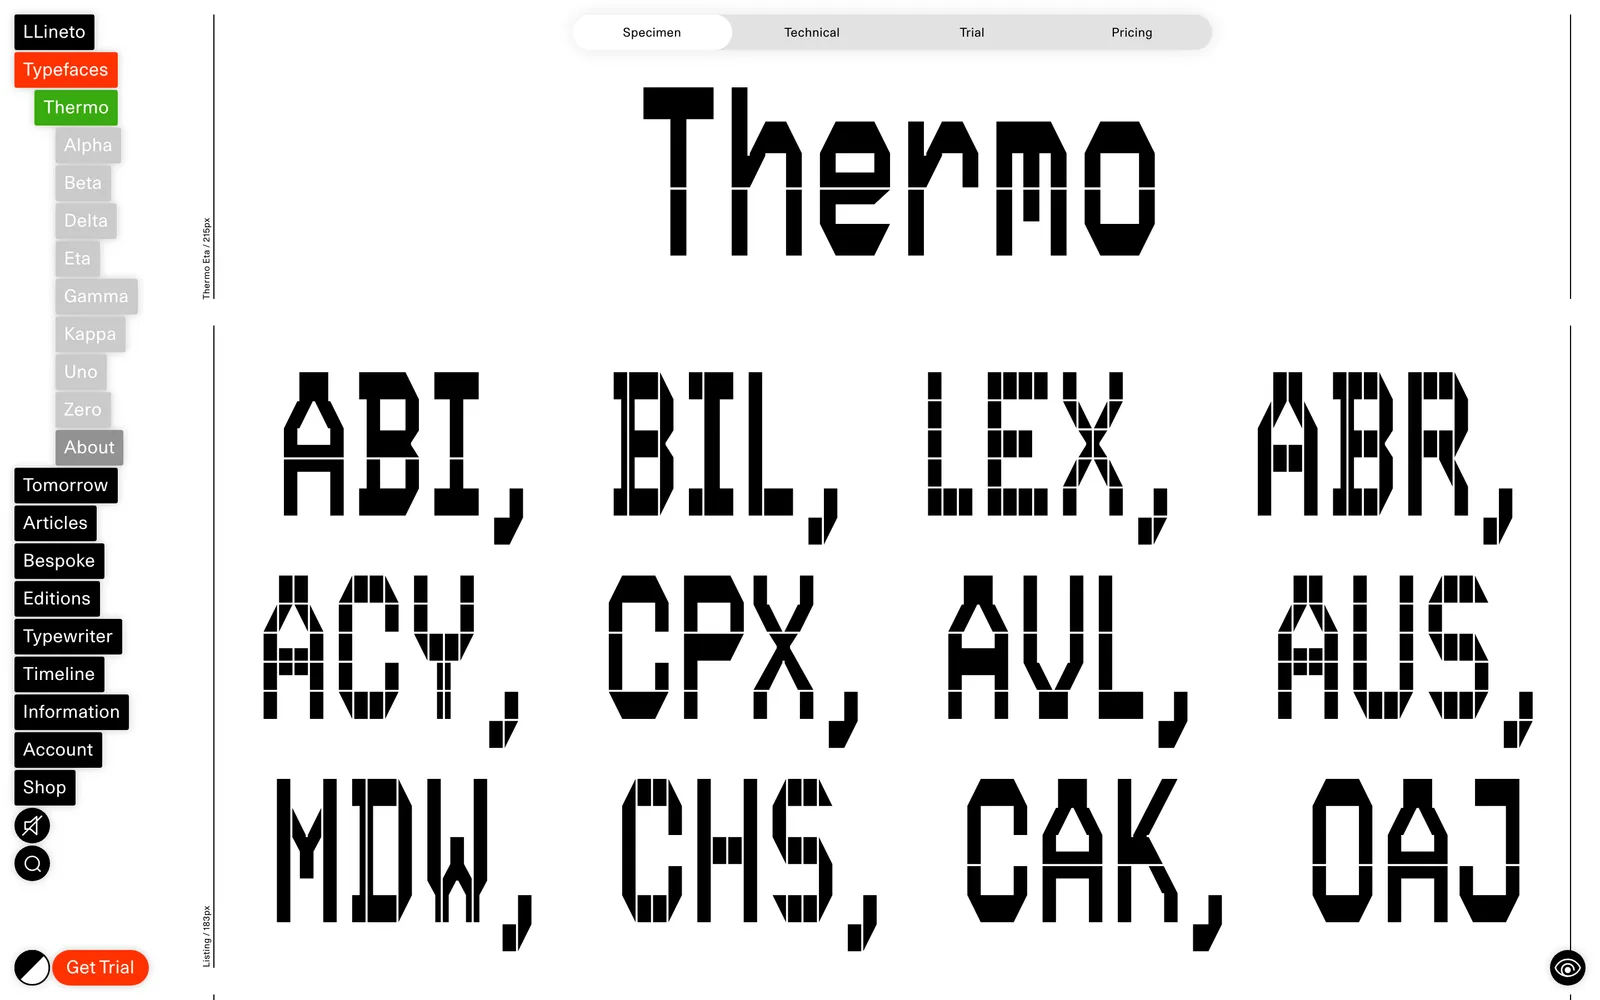 LLineto
Typefaces
Thermo
Alpha
Beta
Delta
Eta
Gamma
Kappa
Uno
Zero
About
Tomorrow
Articles
Bespoke
Editions
Typewriter
Timeline
Information
Account
Shop
Get Trial
Specimen Technical Trial Pricing
Thermo Eta / 215px
Thermo
Listing / 183px
ABI, BIL, LEX, ABR,
ACY, CPX, AVL, AUS,
MDW, CHS, CAK, OAJ